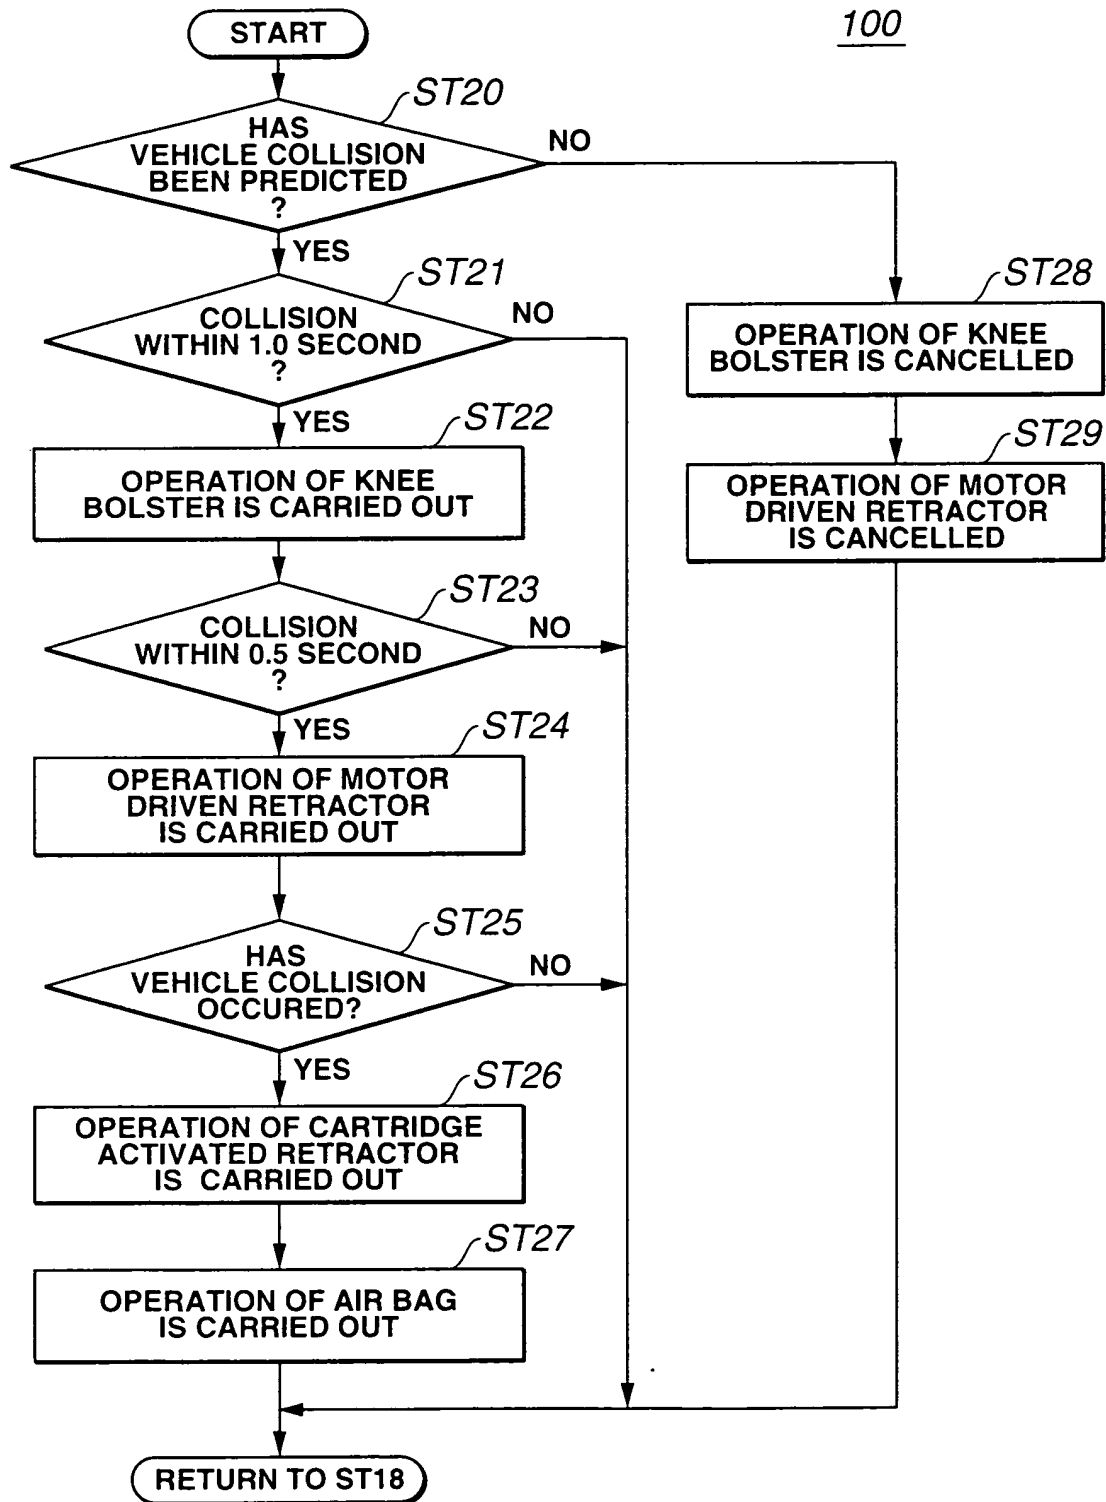 START
100
ST20
HAS
VEHICLE COLLISION
BEEN PREDICTED
?
NO
YES
ST21
COLLISION
WITHIN 1.0 SECOND
?
NO
YES
ST28
OPERATION OF KNEE
BOLSTER IS CANCELLED
ST22
OPERATION OF KNEE
BOLSTER IS CARRIED OUT
ST29
OPERATION OF MOTOR
DRIVEN RETRACTOR
IS CANCELLED
ST23
COLLISION
WITHIN 0.5 SECOND
?
NO
YES
ST24
OPERATION OF MOTOR
DRIVEN RETRACTOR
IS CARRIED OUT
ST25
HAS
VEHICLE COLLISION
OCCURED?
NO
YES
ST26
OPERATION OF CARTRIDGE
ACTIVATED RETRACTOR
IS CARRIED OUT
ST27
OPERATION OF AIR BAG
IS CARRIED OUT
RETURN TO ST18